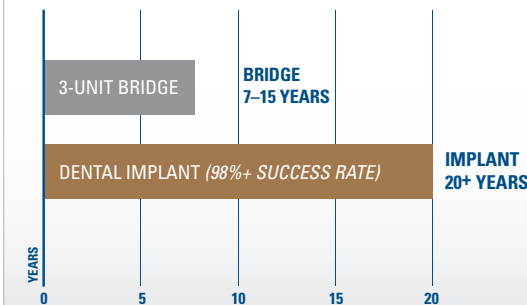 3-UNIT BRIDGE
BRIDGE
7–15 YEARS
DENTAL IMPLANT (98%+ SUCCESS RATE)
IMPLANT
20+ YEARS
YEARS
0 5 10 15 20